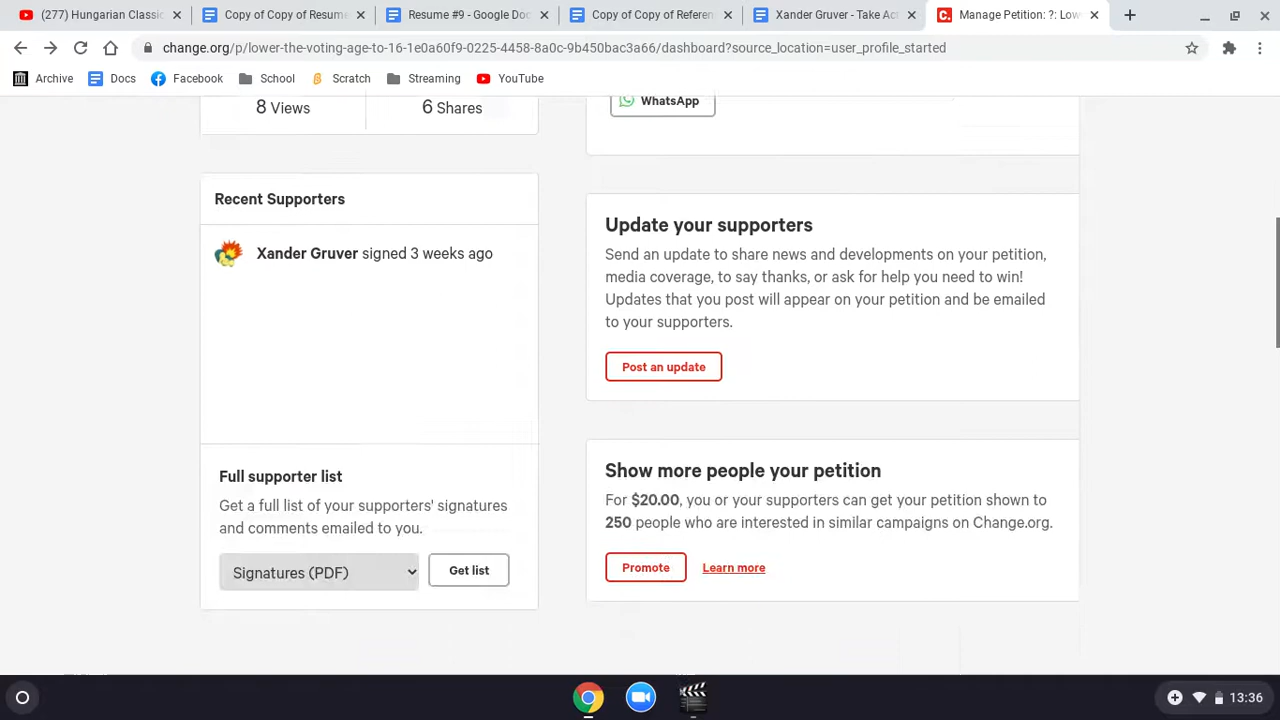 (277) Hungarian Classic
Copy of Copy of Resume
Resume #9 - Google Doc
Copy of Copy of Referen
Xander Gruver - Take Ac
Manage Petition: ?: Low
change.org/p/lower-the-voting-age-to-16-1e0a60f9-0225-4458-8a0c-9b450bac3a66/dashboard?source_location=user_profile_started
Archive Docs Facebook School Scratch Streaming YouTube
8 Views 6 Shares
Recent Supporters
Xander Gruver signed 3 weeks ago
Full supporter list
Get a full list of your supporters' signatures
and comments emailed to you.
Signatures (PDF) Get list
WhatsApp
Update your supporters
Send an update to share news and developments on your petition,
media coverage, to say thanks, or ask for help you need to win!
Updates that you post will appear on your petition and be emailed
to your supporters.
Post an update
Show more people your petition
For $20.00, you or your supporters can get your petition shown to
250 people who are interested in similar campaigns on Change.org.
Promote Learn more
13:36